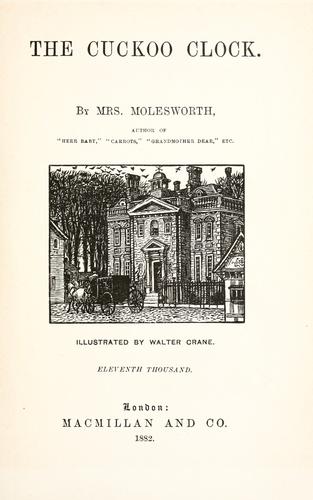 THE CUCKOO CLOCK.
BY MRS. MOLESWORTH,
AUTHOR OF
"HERR BABY," "CARROTS," "GRANDMOTHER DEAR," ETC.
ILLUSTRATED BY WALTER CRANE.
ELEVENTH THOUSAND.
London:
MACMILLAN AND CO.
1882.